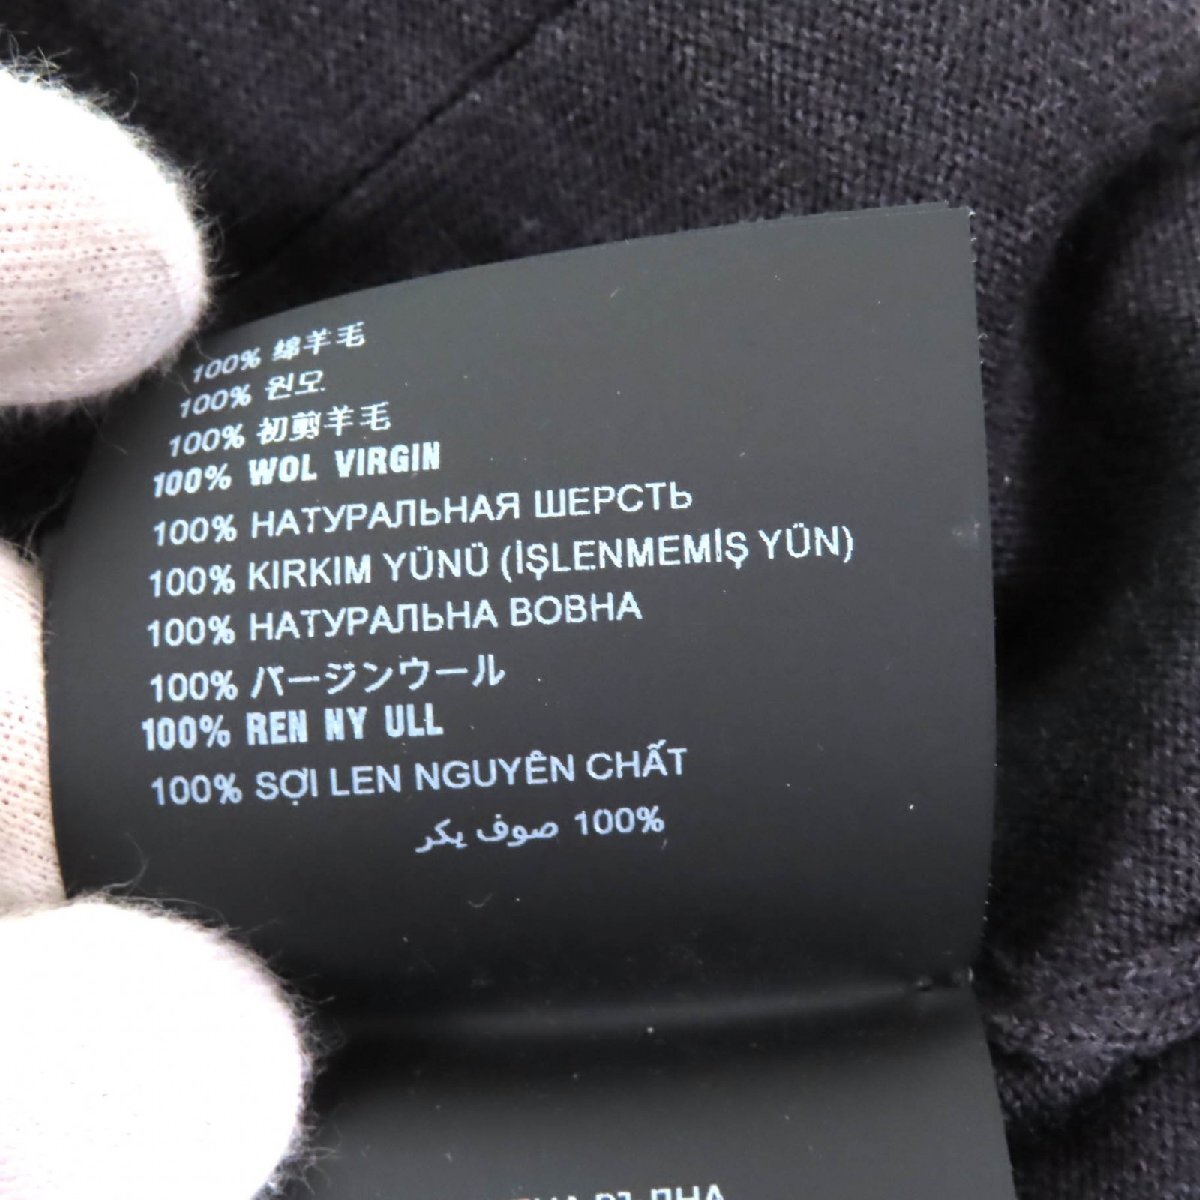 100% 绵羊毛
100% 원모
100% 初剪羊毛
100% WOL VIRGIN
100% НАТУРАЛЬНАЯ ШЕРСТЬ
100% KIRKIM YÜNÜ (İŞLENMEMİŞ YÜN)
100% НАТУРАЛЬНА ВОВНА
100% バージンウール
100% REN NY ULL
100% SỢI LEN NGUYÊN CHẤT
100% صوف بكر